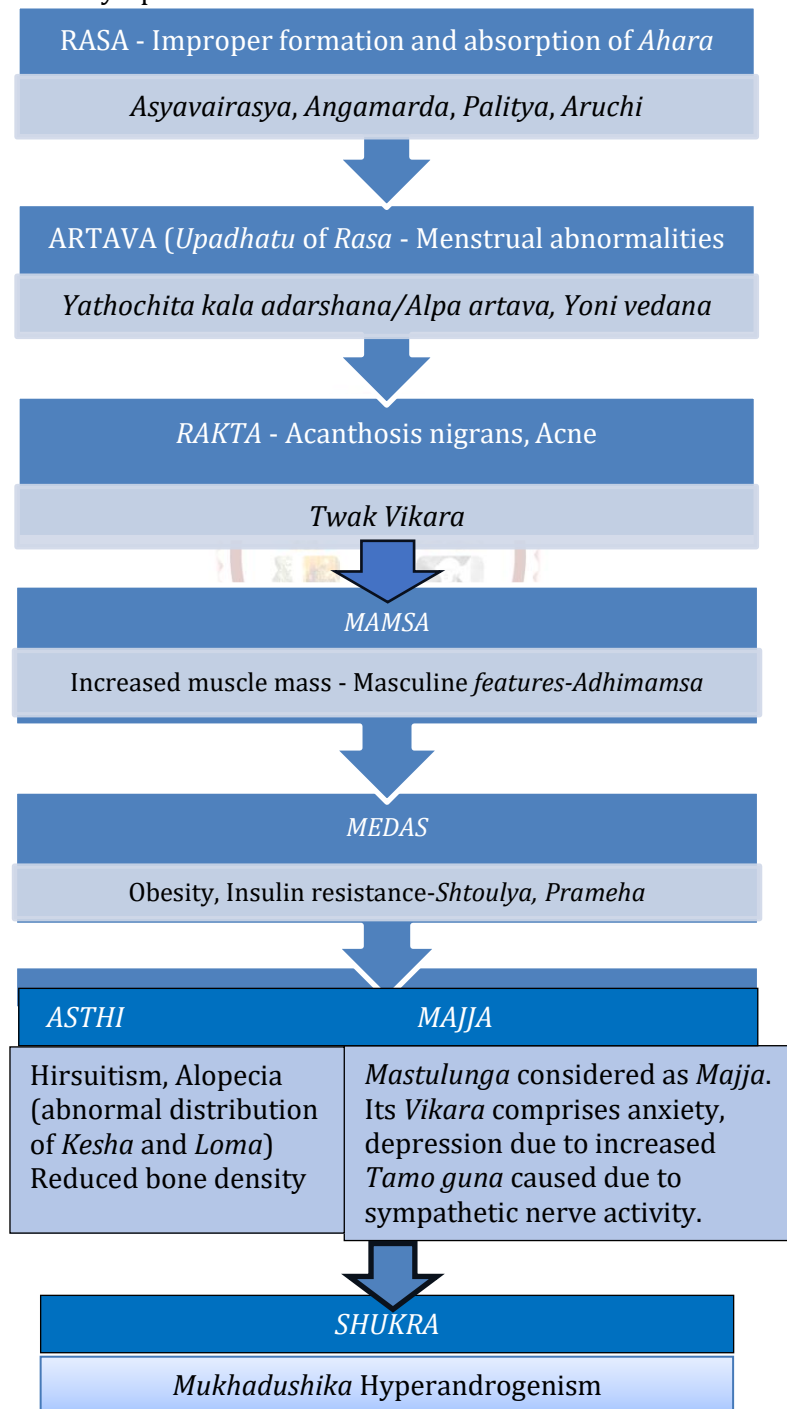 RASA - Improper formation and absorption of Ahara
Asyavairasya, Angamarda, Palitya, Aruchi
ARTAVA (Upadhatu of Rasa - Menstrual abnormalities
Yathochita kala adarshana/Alpa artava, Yoni vedana
RAKTA - Acanthosis nigrans, Acne
Twak Vikara
MAMSA
Increased muscle mass - Masculine features-Adhimamsa
MEDAS
Obesity, Insulin resistance-Shtoulya, Prameha
ASTHI
Hirsuitism, Alopecia
(abnormal distribution
of Kesha and Loma)
Reduced bone density
MAJJA
Mastulunga considered as Majja.
Its Vikara comprises anxiety,
depression due to increased
Tamo guna caused due to
sympathetic nerve activity.
SHUKRA
Mukhadushika Hyperandrogenism